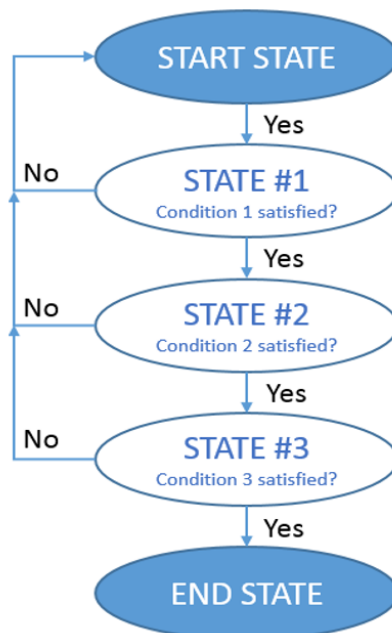 START STATE
Yes
No
STATE #1
Condition 1 satisfied?
Yes
No
STATE #2
Condition 2 satisfied?
Yes
No
STATE #3
Condition 3 satisfied?
Yes
END STATE